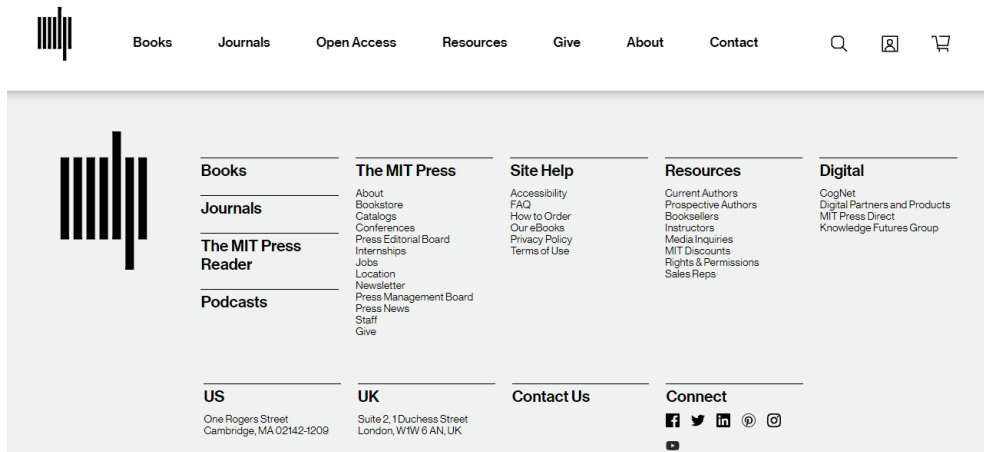 Books Journals Open Access Resources Give About Contact
Books
Journals
The MIT Press
Reader
Podcasts
The MIT Press
About
Bookstore
Catalogs
Conferences
Press Editorial Board
Internships
Jobs
Location
Newsletter
Press Management Board
Press News
Staff
Give
Site Help
Accessibility
FAQ
How to Order
Our eBooks
Privacy Policy
Terms of Use
Resources
Current Authors
Prospective Authors
Booksellers
Instructors
Media Inquiries
MIT Discounts
Rights & Permissions
Sales Reps
Digital
CogNet
Digital Partners and Products
MIT Press Direct
Knowledge Futures Group
US
One Rogers Street
Cambridge, MA 02142-1209
UK
Suite 2, 1 Duchess Street
London, W1W 6 AN, UK
Contact Us
Connect